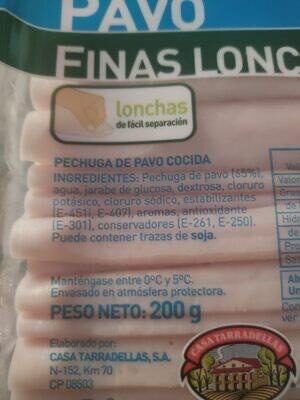 PAVO
FINAS LONC
lonchas
de fácil separación
PECHUGA DE PAVO COCIDA
INGREDIENTES: Pechuga de pavo (65%),
agua, jarabe de glucosa, dextrosa, cloruro
potásico, cloruro sódico, estabilizantes
(E-451i, E-407), aromas, antioxidante
(E-301), conservadores (E-261, E-250).
Puede contener trazas de soja.
Manténgase entre 0ºC y 5ºC.
Envasado en atmósfera protectora.
PESO NETO: 200 g
Elaborado por:
CASA TARRADELLAS, S.A.
N-152, Km 70
CP 08503
CASA TARRADELLAS